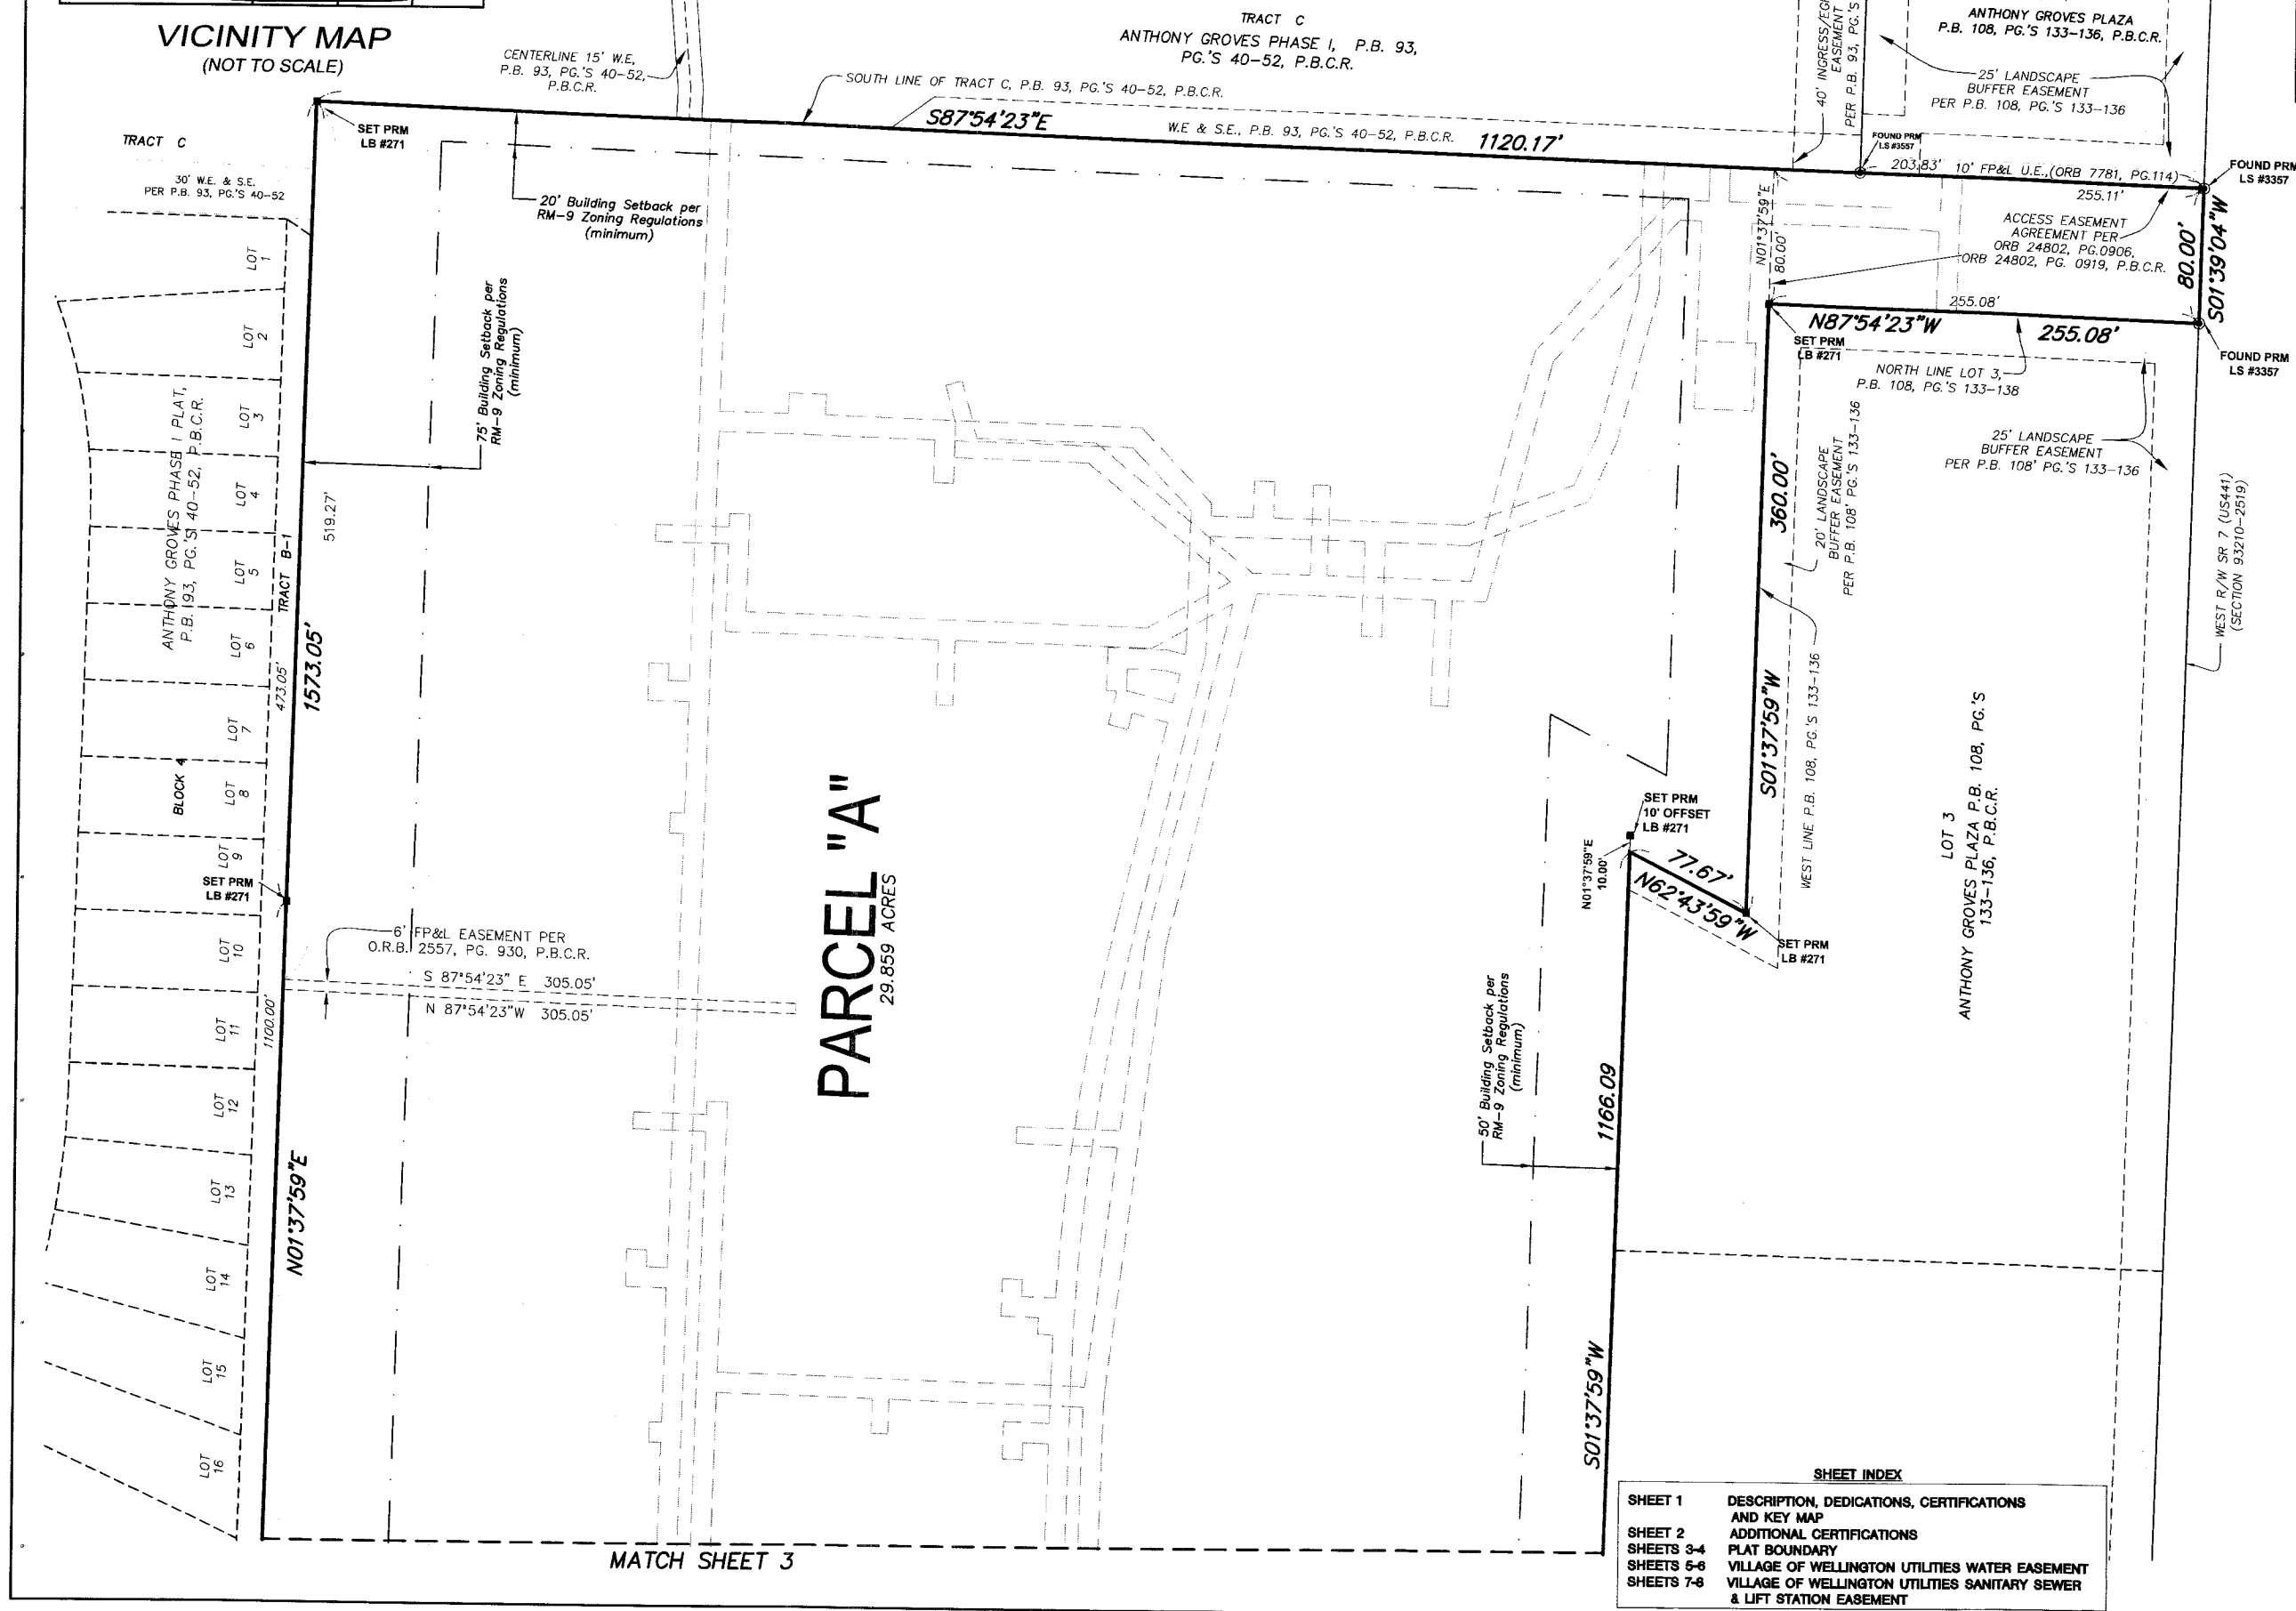 VICINITY MAP
(NOT TO SCALE)
CENTERLINE 15' W.E,
P.B. 93, PG.'S 40-52,
P.B.C.R.
TRACT C
ANTHONY GROVES PHASE I, P.B. 93,
PG.'S 40-52, P.B.C.R.
SOUTH LINE OF TRACT C, P.B. 93, PG.'S 40-52, P.B.C.R.
S87°54'23"E
W.E & S.E., P.B. 93, PG.'S 40-52, P.B.C.R.
1120.17'
40' INGRESS/EG
EASEMENT
PER P.B. 93, PG.'S
ANTHONY GROVES PLAZA
P.B. 108, PG.'S 133-136, P.B.C.R.
25' LANDSCAPE
BUFFER EASEMENT
PER P.B. 108, PG.'S 133-136
FOUND PRM
LS #3557
203.83'
10' FP&L U.E.,(ORB 7781, PG.114)
255.11'
FOUND PRM
LS #3357
ACCESS EASEMENT
AGREEMENT PER
ORB 24802, PG.0906,
ORB 24802, PG. 0919, P.B.C.R.
80.00'
S01°39'04"W
N01°37'59"E
80.00'
255.08'
N87°54'23"W
255.08'
SET PRM
LB #271
FOUND PRM
LS #3357
NORTH LINE LOT 3,
P.B. 108, PG.'S 133-138
25' LANDSCAPE
BUFFER EASEMENT
PER P.B. 108' PG.'S 133-136
20' LANDSCAPE
BUFFER EASEMENT
PER P.B. 108' PG.'S 133-136
360.00'
S01°37'59"W
WEST LINE P.B. 108, PG.'S 133-136
WEST R/W SR 7 (US441)
(SECTION 93210-2519)
LOT 3
ANTHONY GROVES PLAZA P.B. 108, PG.'S
133-136, P.B.C.R.
SET PRM
LB #271
TRACT C
30' W.E. & S.E.
PER P.B. 93, PG.'S 40-52
20' Building Setback per
RM-9 Zoning Regulations
(minimum)
75' Building Setback per
RM-9 Zoning Regulations
(minimum)
LOT
1
LOT
2
LOT
3
LOT
4
LOT
5
LOT
6
LOT
7
LOT
8
LOT
9
LOT
10
LOT
11
LOT
12
LOT
13
LOT
14
LOT
15
LOT
16
ANTHONY GROVES PHASE I PLAT,
P.B. 93, PG.'S 40-52, P.B.C.R.
BLOCK 4
TRACT B-1
519.27'
473.05'
1573.05'
SET PRM
LB #271
6' FP&L EASEMENT PER
O.R.B. 2557, PG. 930, P.B.C.R.
S 87°54'23" E 305.05'
N 87°54'23"W 305.05'
1100.00'
N01°37'59"E
PARCEL "A"
29.859 ACRES
SET PRM
10' OFFSET
LB #271
N01°37'59"E
10.00'
77.67'
N62°43'59"W
SET PRM
LB #271
50' Building Setback per
RM-9 Zoning Regulations
(minimum)
1166.09
S01°37'59"W
MATCH SHEET 3
SHEET INDEX
SHEET 1 DESCRIPTION, DEDICATIONS, CERTIFICATIONS
AND KEY MAP
SHEET 2 ADDITIONAL CERTIFICATIONS
SHEETS 3-4 PLAT BOUNDARY
SHEETS 5-6 VILLAGE OF WELLINGTON UTILITIES WATER EASEMENT
SHEETS 7-8 VILLAGE OF WELLINGTON UTILITIES SANITARY SEWER
& LIFT STATION EASEMENT